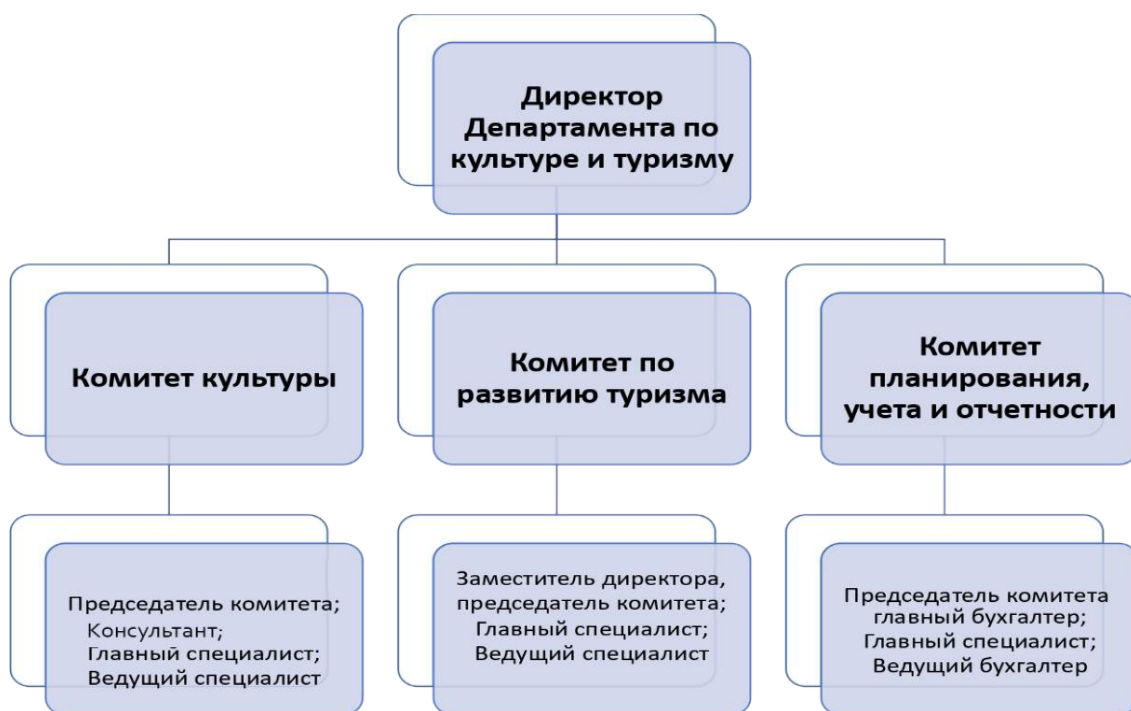 Директор
Департамента по
культуре и туризму
Комитет культуры
Комитет по
развитию туризма
Комитет
планирования,
учета и отчетности
Председатель комитета;
Консультант;
Главный специалист;
Ведущий специалист
Заместитель директора,
председатель комитета;
Главный специалист;
Ведущий специалист
Председатель комитета
главный бухгалтер;
Главный специалист;
Ведущий бухгалтер